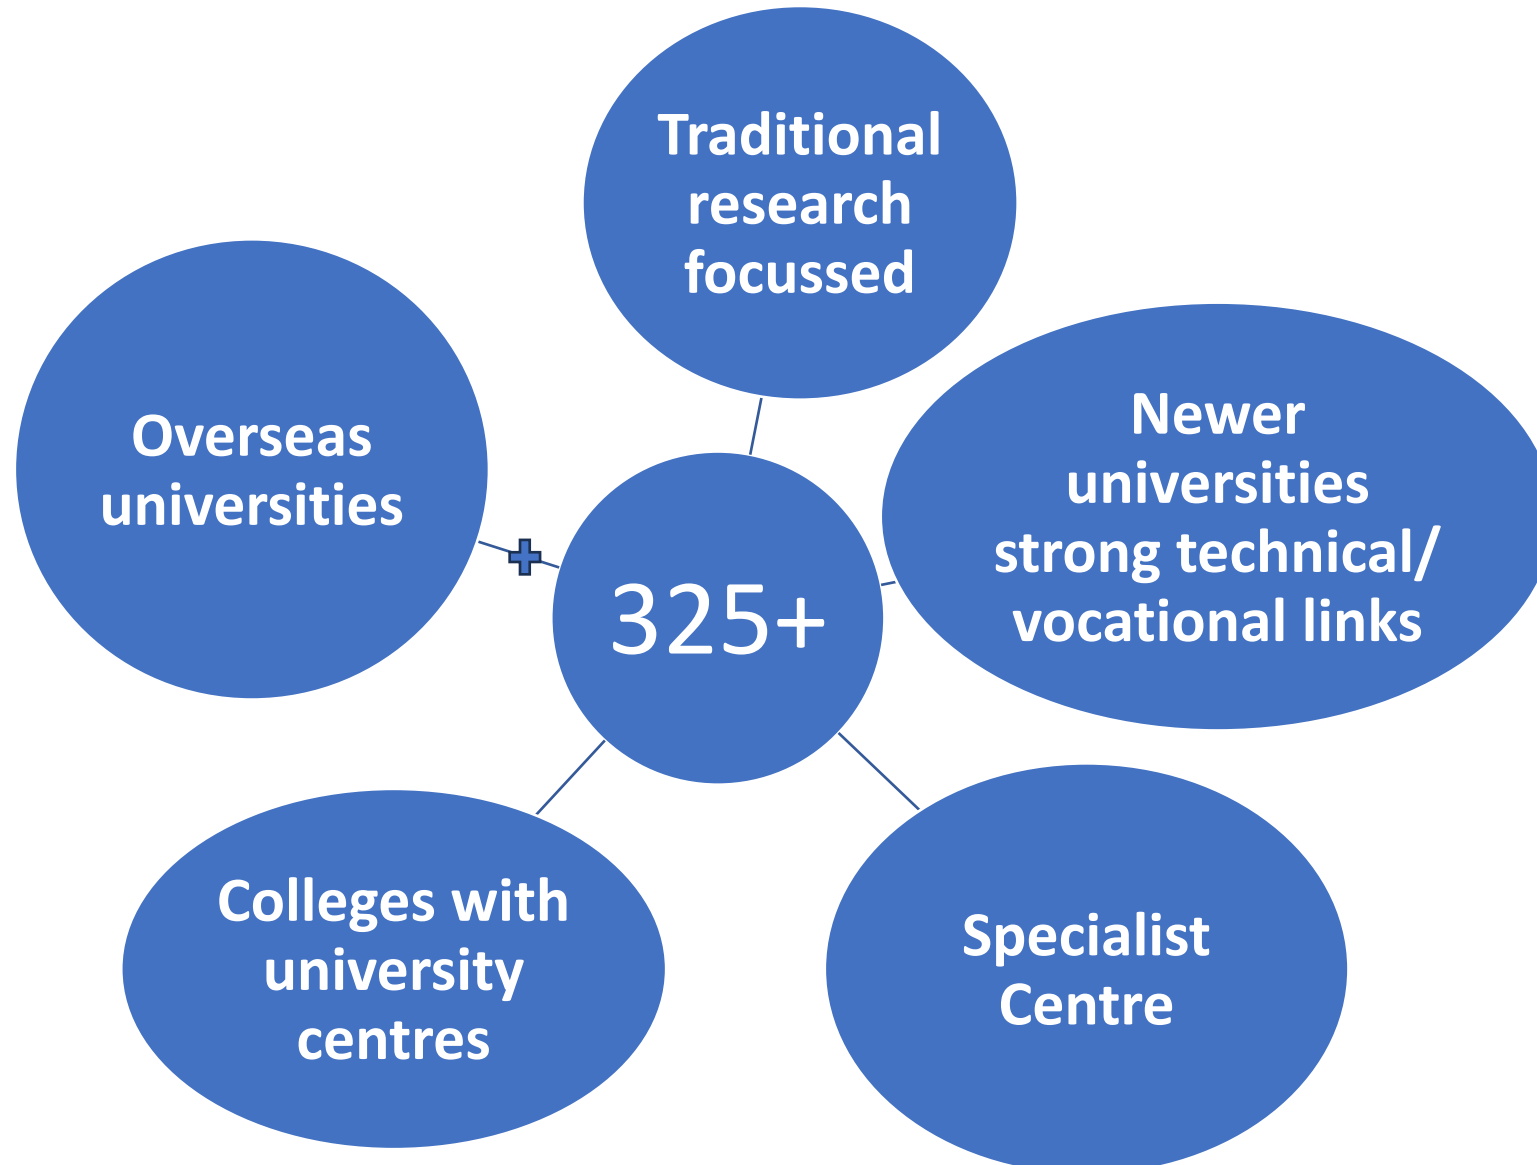 Traditional
research
focussed
Newer
universities
strong technical/
vocational links
Overseas
universities
325+
Colleges with
university
centres
Specialist
Centre